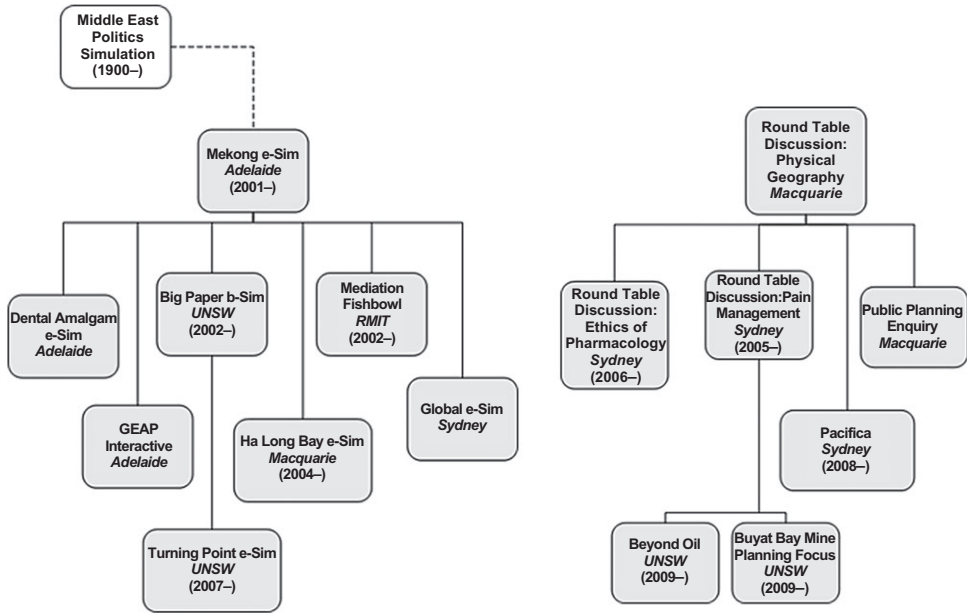 Middle East
Politics
Simulation
(1900–)
Mekong e-Sim
Adelaide
(2001–)
Dental Amalgam
e-Sim
Adelaide
GEAP
Interactive
Adelaide
Big Paper b-Sim
UNSW
(2002–)
Turning Point e-Sim
UNSW
(2007–)
Ha Long Bay e-Sim
Macquarie
(2004–)
Mediation
Fishbowl
RMIT
(2002–)
Global e-Sim
Sydney
Round Table
Discussion:
Physical
Geography
Macquarie
Round Table
Discussion:
Ethics of
Pharmacology
Sydney
(2006–)
Round Table
Discussion:Pain
Management
Sydney
(2005–)
Beyond Oil
UNSW
(2009–)
Buyat Bay Mine
Planning Focus
UNSW
(2009–)
Pacifica
Sydney
(2008–)
Public Planning
Enquiry
Macquarie